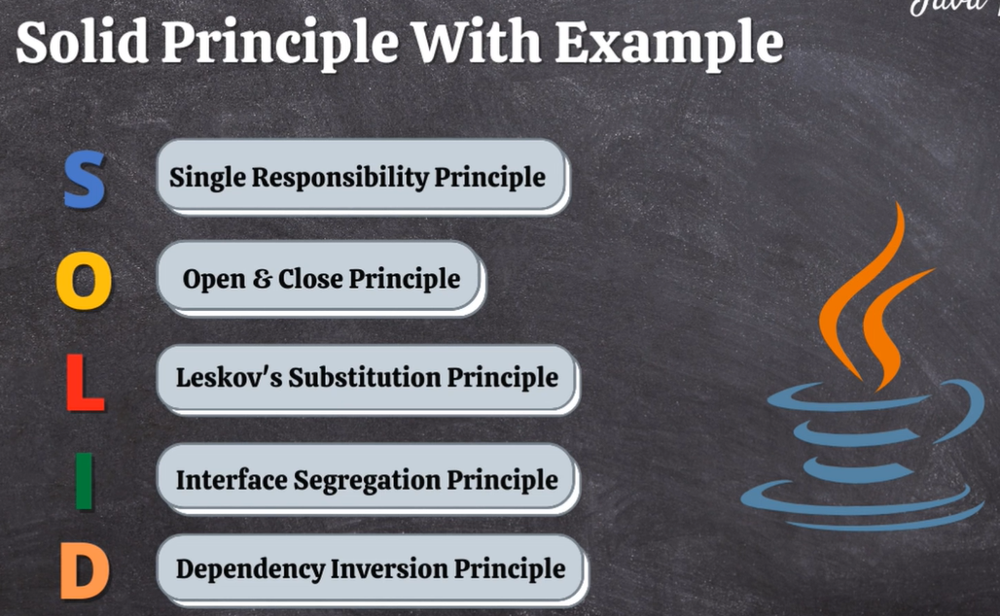 Java
Solid Principle With Example
S
Single Responsibility Principle
O
Open & Close Principle
L
Leskov's Substitution Principle
I
Interface Segregation Principle
D
Dependency Inversion Principle